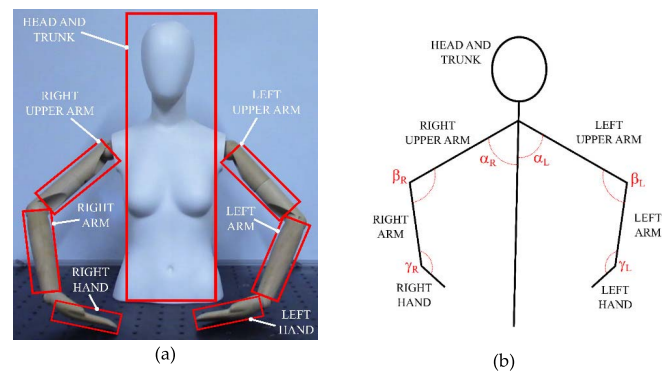 HEAD AND
TRUNK
RIGHT
UPPER ARM
LEFT
UPPER ARM
RIGHT
ARM
LEFT
ARM
RIGHT
HAND
LEFT
HAND
(a)
HEAD AND
TRUNK
RIGHT
UPPER ARM
LEFT
UPPER ARM
αR
αL
βR
βL
RIGHT
ARM
LEFT
ARM
γR
γL
RIGHT
HAND
LEFT
HAND
(b)